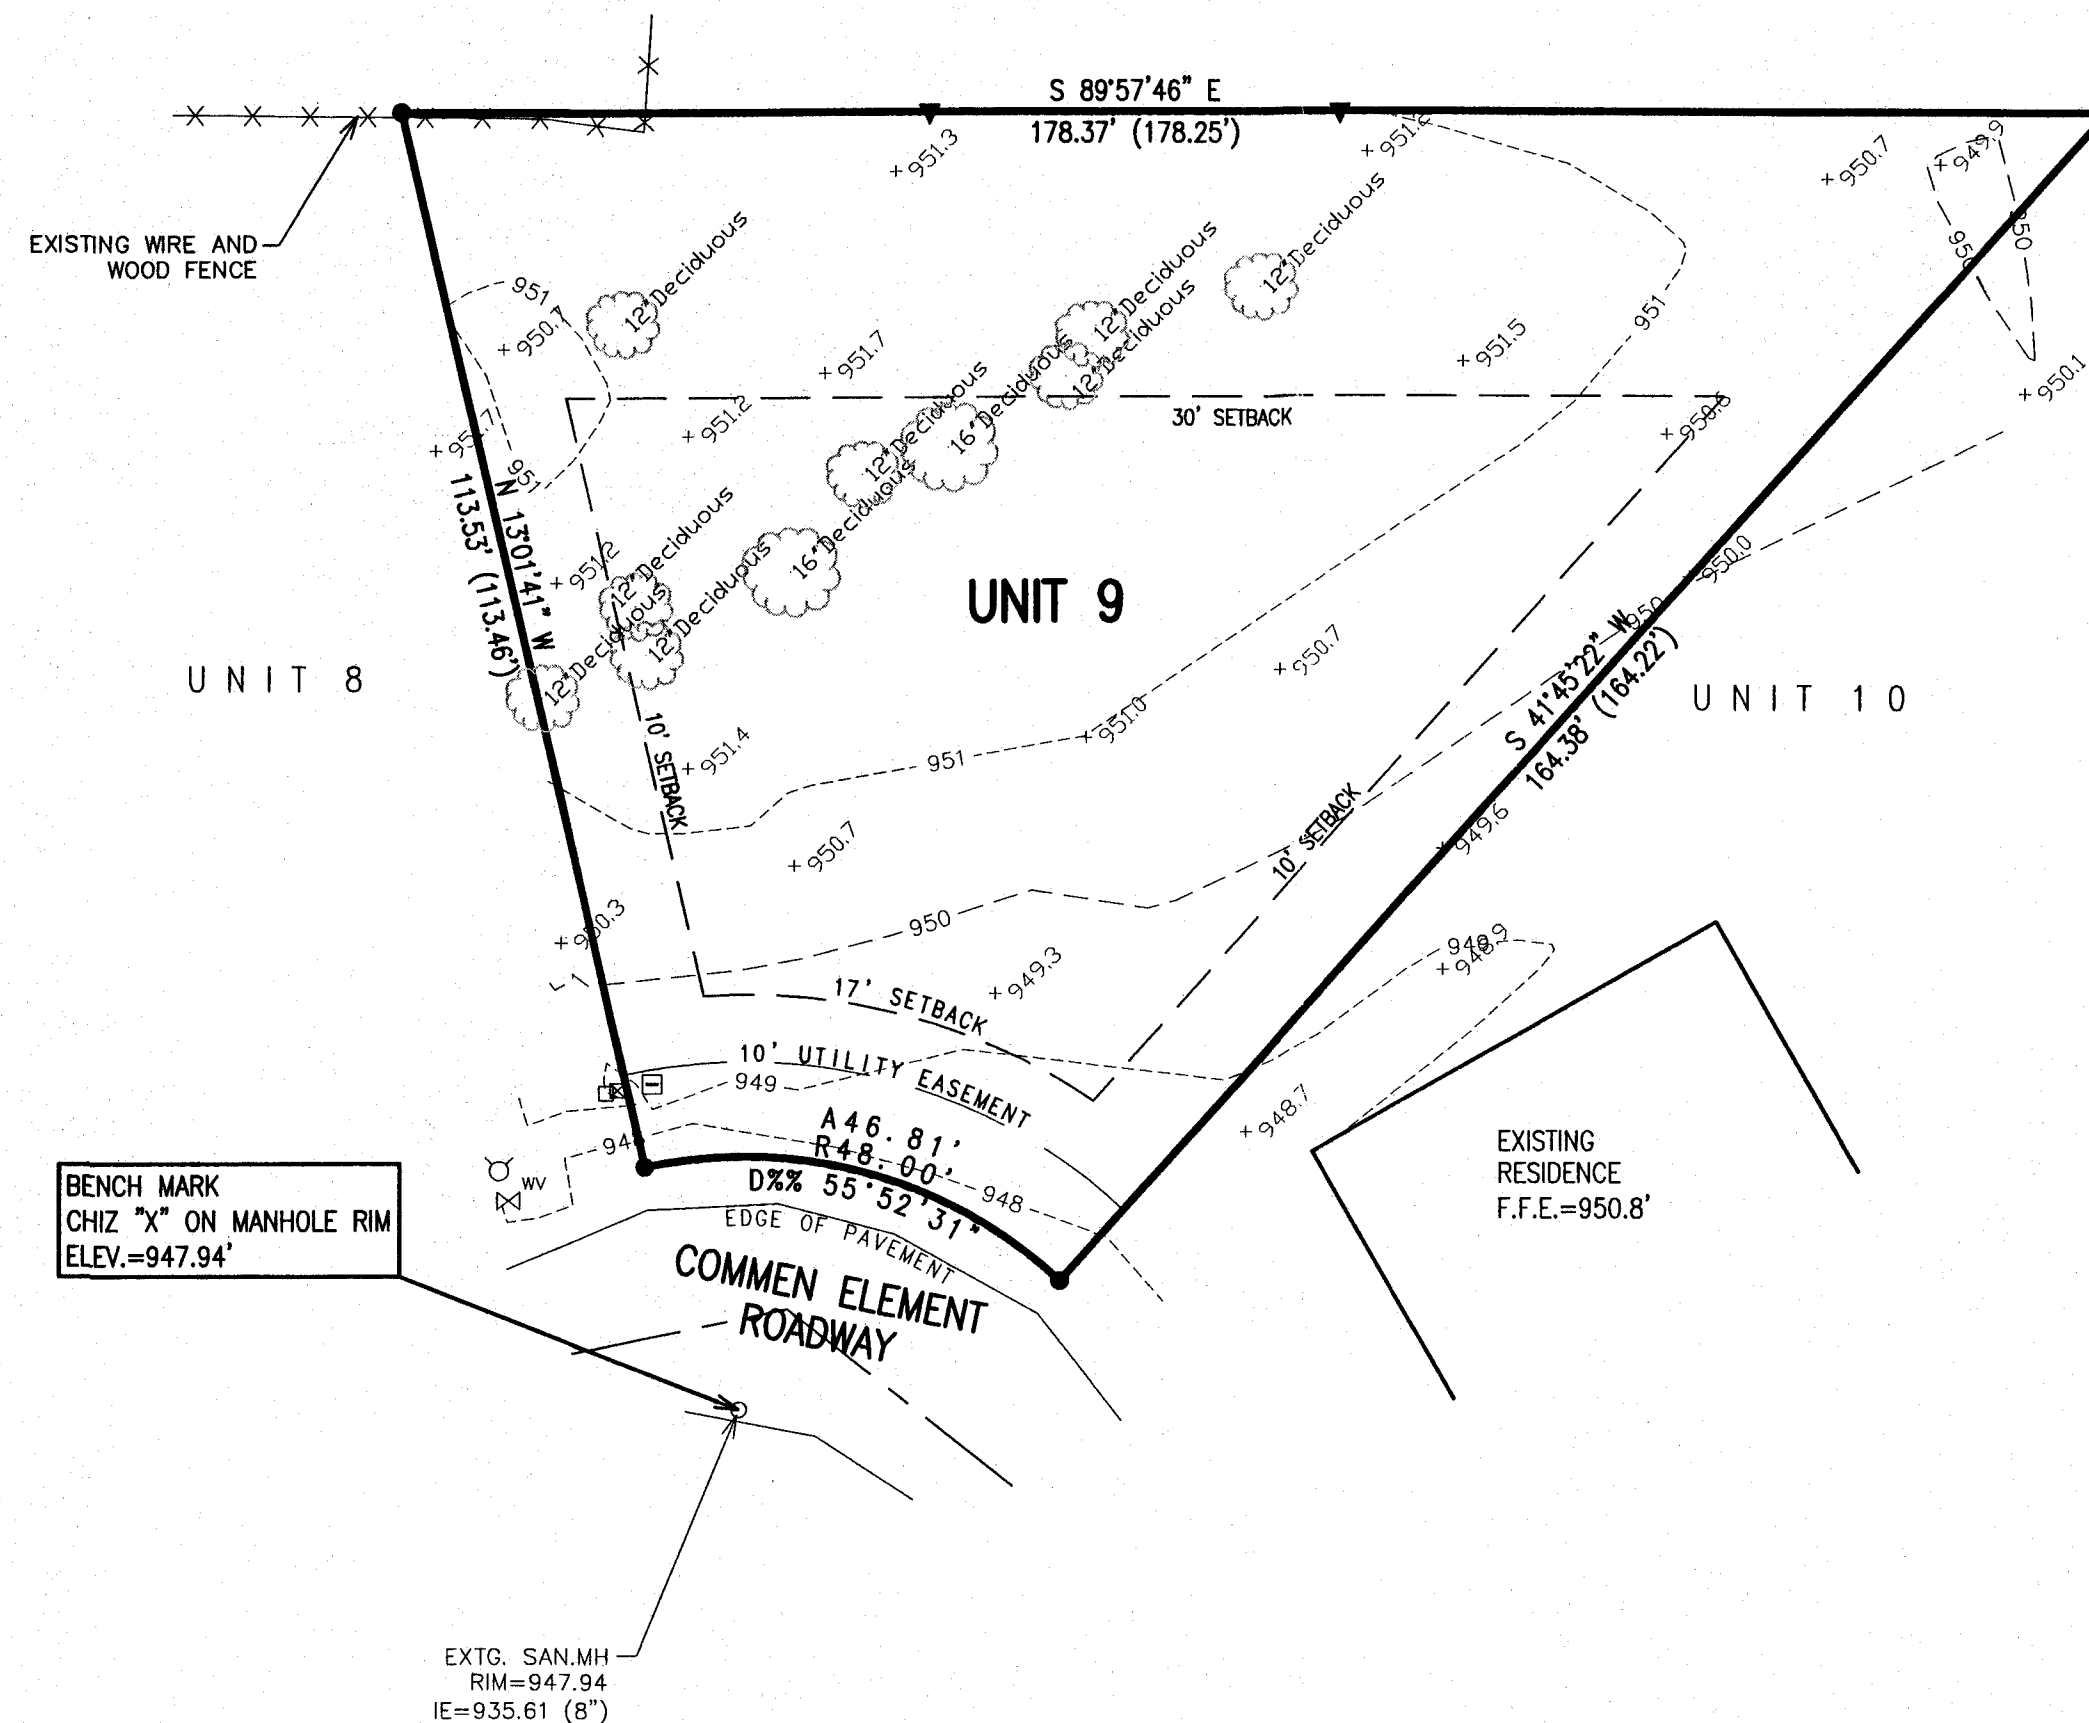 S 89°57'46" E
178.37' (178.25')
+951.3
+950.7
EXISTING WIRE AND
WOOD FENCE
12"Deciduous
12"Deciduous
12"Deciduous
12"Deciduous
951
+950.7
+951.7
+951.5
951
950
+950.1
30' SETBACK
+951.2
12"Deciduous
16"Deciduous
16"Deciduous
951
N 13°01'41" W
113.53' (113.46')
+951.2
12"Deciduous
12"Deciduous
12"Deciduous
UNIT 9
950.0
950
+950.7
S 41°45'22" W
164.38' (164.22')
UNIT 8
UNIT 10
10' SETBACK
+951.4
+951.0
951
+950.7
10' SETBACK
+949.6
+950.3
950
+949.3
17' SETBACK
10' UTILITY EASEMENT
949
+948.7
A46.81'
R48.00'
D%% 55°52'31"
948
WV
EDGE OF PAVEMENT
COMMEN ELEMENT
ROADWAY
BENCH MARK
CHIZ "X" ON MANHOLE RIM
ELEV.=947.94'
EXISTING
RESIDENCE
F.F.E.=950.8'
EXTG. SAN.MH
RIM=947.94
IE=935.61 (8")